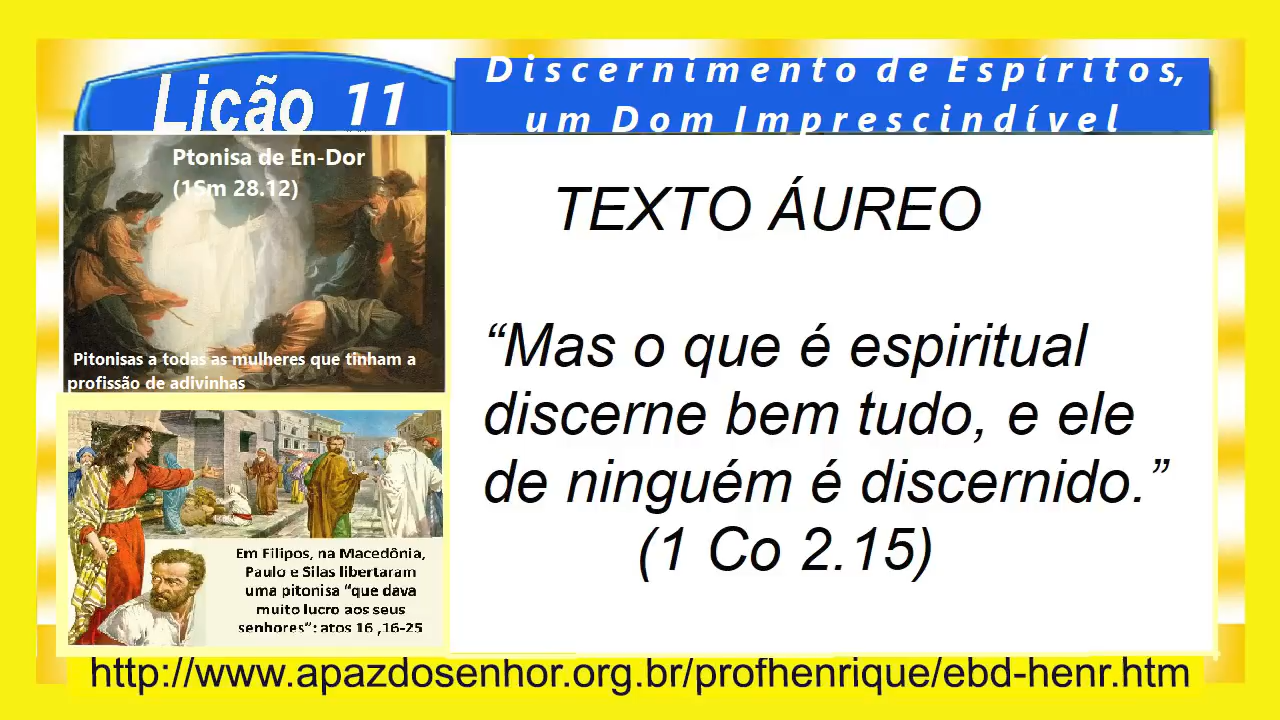 Lição 11
Discernimento de Espíritos,
um Dom Imprescindível
Ptonisa de En-Dor
(1Sm 28.12)
Pitonisas a todas as mulheres que tinham a
profissão de adivinhas
Em Filipos, na Macedônia,
Paulo e Silas libertaram
uma pitonisa “que dava
muito lucro aos seus
senhores”: atos 16 ,16-25
TEXTO ÁUREO
“Mas o que é espiritual
discerne bem tudo, e ele
de ninguém é discernido.”
(1 Co 2.15)
http://www.apazdosenhor.org.br/profhenrique/ebd-henr.htm